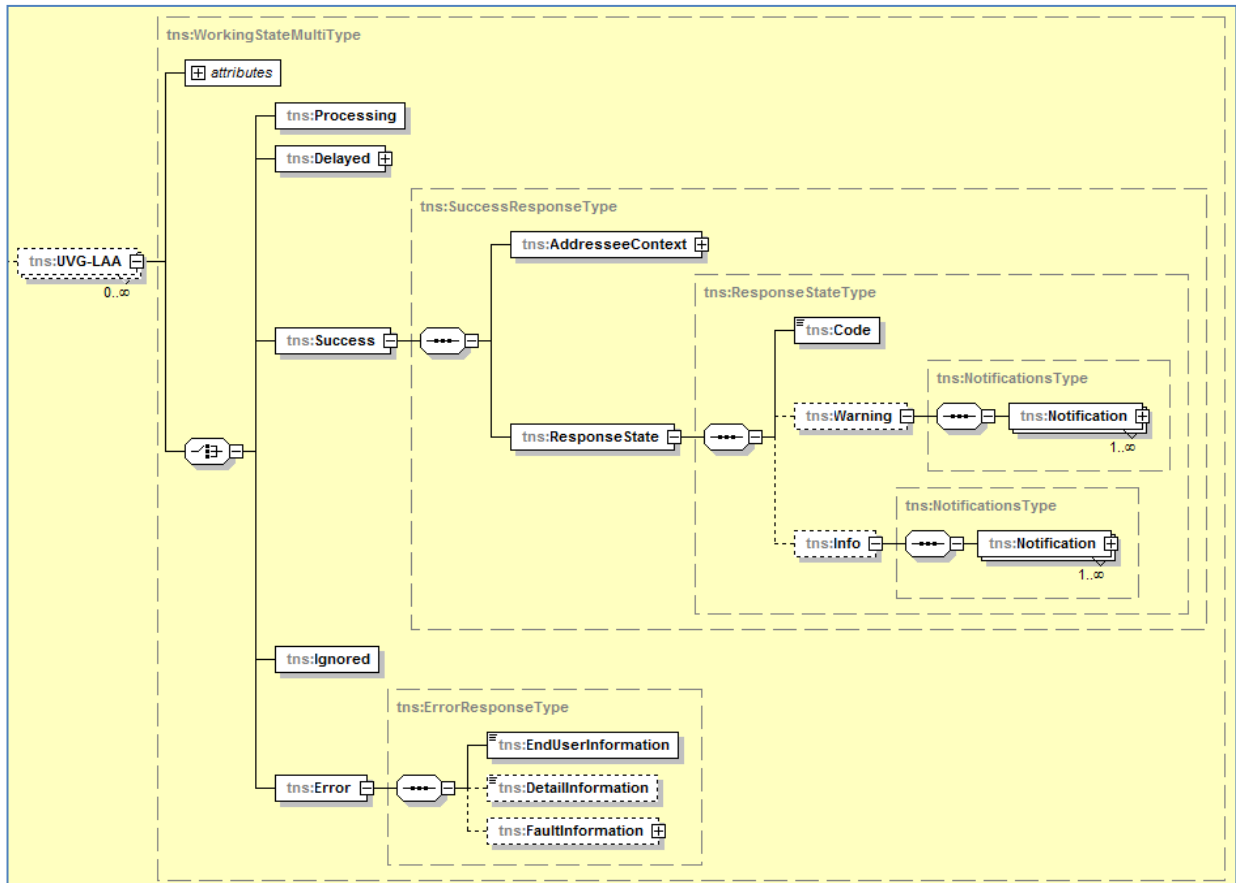 tns:WorkingStateMultiType
attributes
tns:Processing
tns:Delayed
tns:SuccessResponseType
tns:AddresseeContext
tns:UVG-LAA
0..∞
tns:ResponseStateType
tns:Code
tns:Success
tns:NotificationsType
tns:Warning
tns:Notification
1..∞
tns:ResponseState
tns:NotificationsType
tns:Info
tns:Notification
1..∞
tns:Ignored
tns:ErrorResponseType
tns:EndUserInformation
tns:Error
tns:DetailInformation
tns:FaultInformation